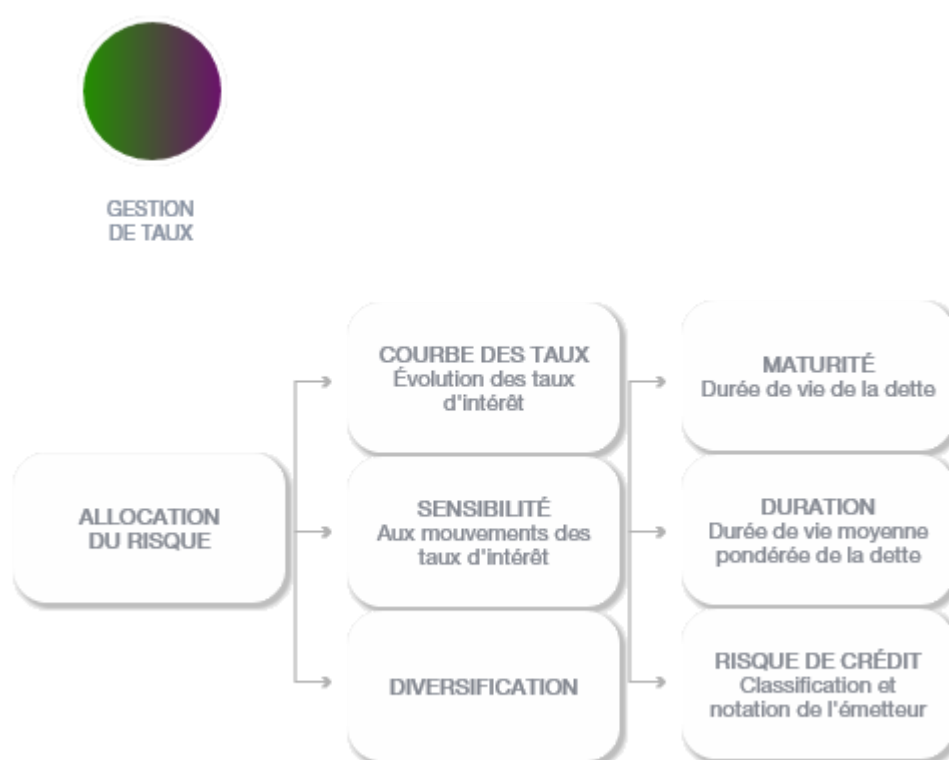 GESTION
DE TAUX
ALLOCATION
DU RISQUE
COURBE DES TAUX
Évolution des taux
d'intérêt
SENSIBILITÉ
Aux mouvements des
taux d'intérêt
DIVERSIFICATION
MATURITÉ
Durée de vie de la dette
DURATION
Durée de vie moyenne
pondérée de la dette
RISQUE DE CRÉDIT
Classification et
notation de l'émetteur